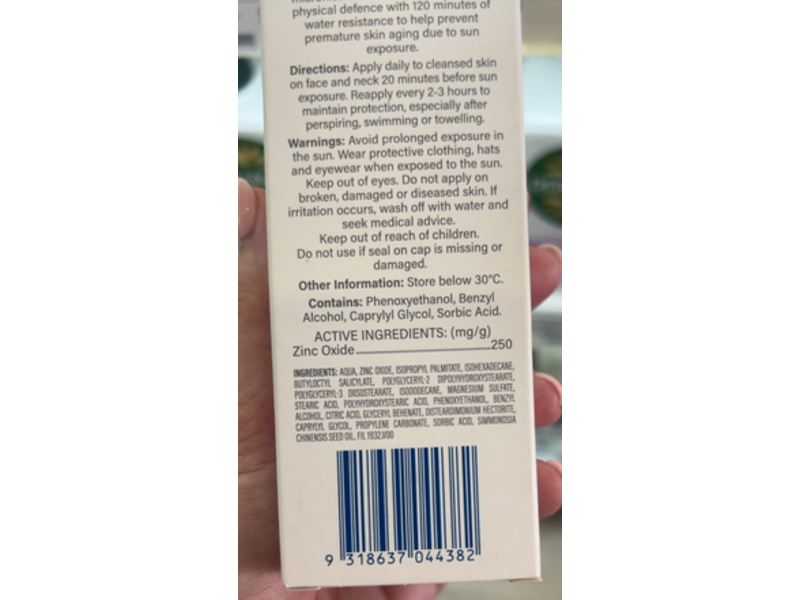 physical defence with 120 minutes of
water resistance to help prevent
premature skin aging due to sun
exposure.
Directions: Apply daily to cleansed skin
on face and neck 20 minutes before sun
exposure. Reapply every 2-3 hours to
maintain protection, especially after
perspiring, swimming or towelling.
Warnings: Avoid prolonged exposure in
the sun. Wear protective clothing, hats
and eyewear when exposed to the sun.
Keep out of eyes. Do not apply on
broken, damaged or diseased skin. If
irritation occurs, wash off with water and
seek medical advice.
Keep out of reach of children.
Do not use if seal on cap is missing or
damaged.
Other Information: Store below 30°C.
Contains: Phenoxyethanol, Benzyl
Alcohol, Caprylyl Glycol, Sorbic Acid.
ACTIVE INGREDIENTS: (mg/g)
Zinc Oxide 250
INGREDIENTS: AQUA, ZINC OXIDE, ISOPROPYL PALMITATE, ISOHEXADECANE,
BUTYLOCTYL SALICYLATE, POLYGLYCERYL-2 DIPOLYHYDROXYSTEARATE,
POLYGLYCERYL-3 DIISOSTEARATE, ISODODECANE, MAGNESIUM SULFATE,
STEARIC ACID, POLYHYDROXYSTEARIC ACID, PHENOXYETHANOL, BENZYL
ALCOHOL, CITRIC ACID, GLYCERYL BEHENATE, DISTEARDIMONIUM HECTORITE,
CAPRYLYL GLYCOL, PROPYLENE CARBONATE, SORBIC ACID, SIMMONDSIA
CHINENSIS SEED OIL. FIL 1932.V00
9 318637 044382